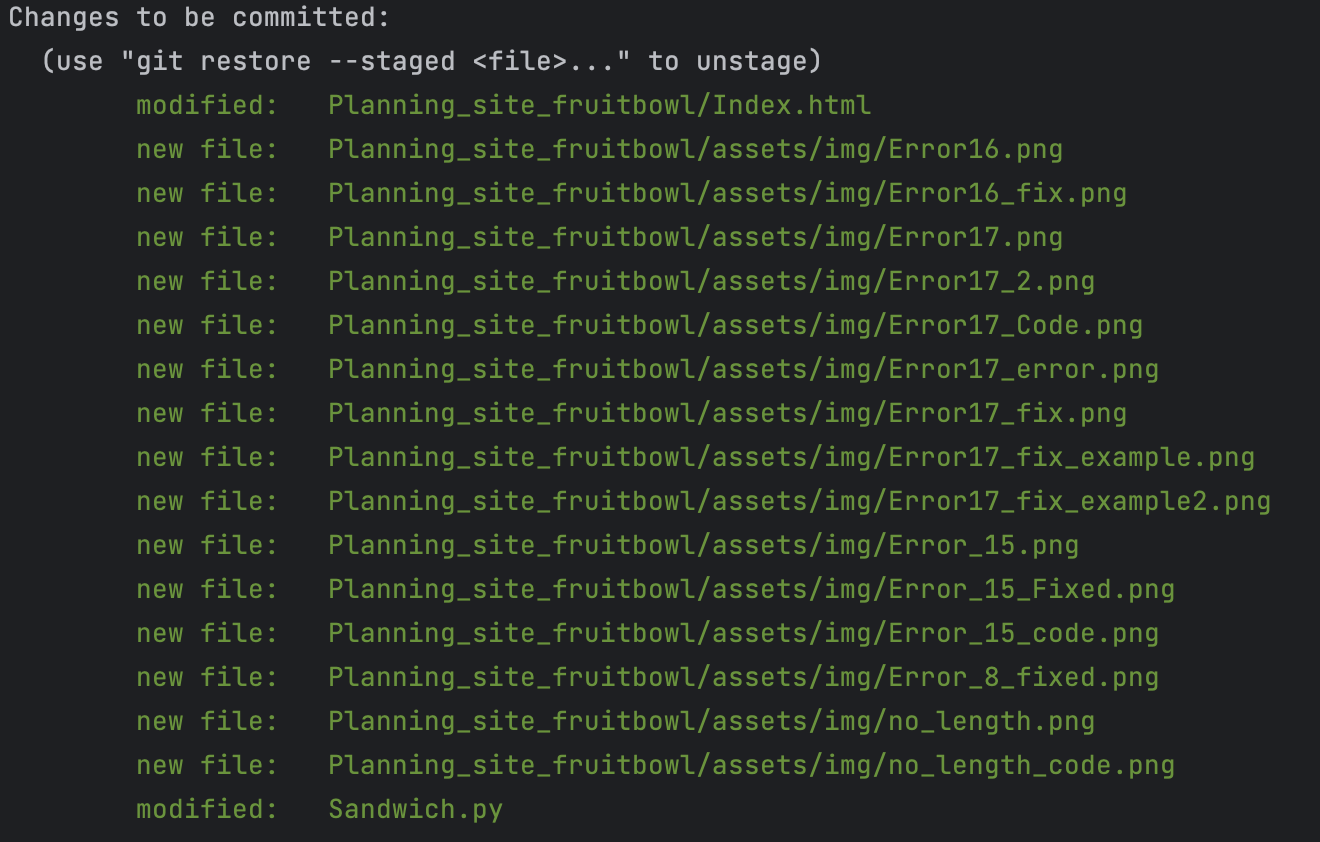 Changes to be committed:
  (use "git restore --staged <file>..." to unstage)
        modified:   Planning_site_fruitbowl/Index.html
        new file:   Planning_site_fruitbowl/assets/img/Error16.png
        new file:   Planning_site_fruitbowl/assets/img/Error16_fix.png
        new file:   Planning_site_fruitbowl/assets/img/Error17.png
        new file:   Planning_site_fruitbowl/assets/img/Error17_2.png
        new file:   Planning_site_fruitbowl/assets/img/Error17_Code.png
        new file:   Planning_site_fruitbowl/assets/img/Error17_error.png
        new file:   Planning_site_fruitbowl/assets/img/Error17_fix.png
        new file:   Planning_site_fruitbowl/assets/img/Error17_fix_example.png
        new file:   Planning_site_fruitbowl/assets/img/Error17_fix_example2.png
        new file:   Planning_site_fruitbowl/assets/img/Error_15.png
        new file:   Planning_site_fruitbowl/assets/img/Error_15_Fixed.png
        new file:   Planning_site_fruitbowl/assets/img/Error_15_code.png
        new file:   Planning_site_fruitbowl/assets/img/Error_8_fixed.png
        new file:   Planning_site_fruitbowl/assets/img/no_length.png
        new file:   Planning_site_fruitbowl/assets/img/no_length_code.png
        modified:   Sandwich.py